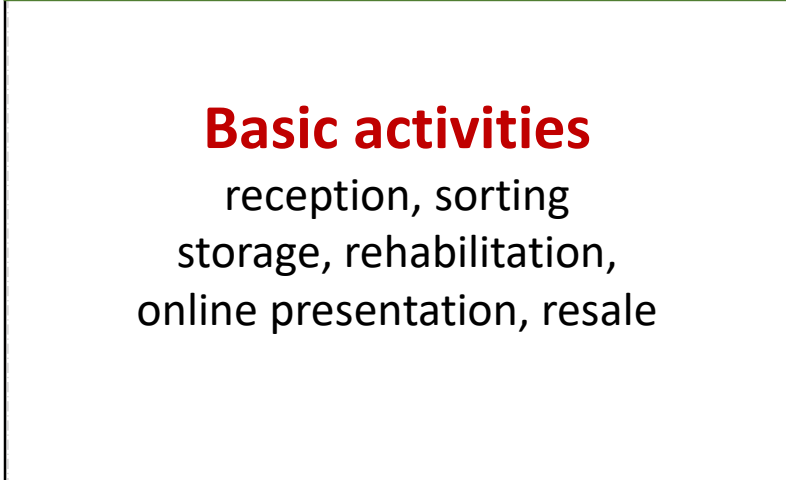 Basic activities
reception, sorting
storage, rehabilitation,
online presentation, resale